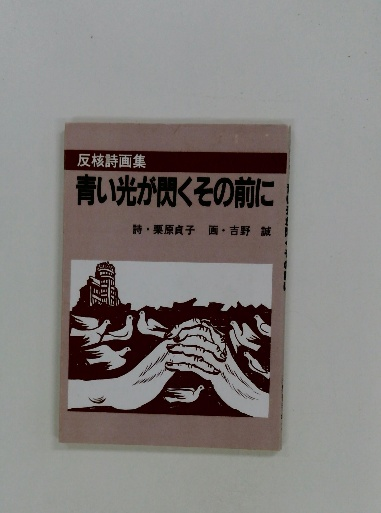 反核詩画集
青い光が閃くその前に
詩・栗原貞子 画・吉野 誠